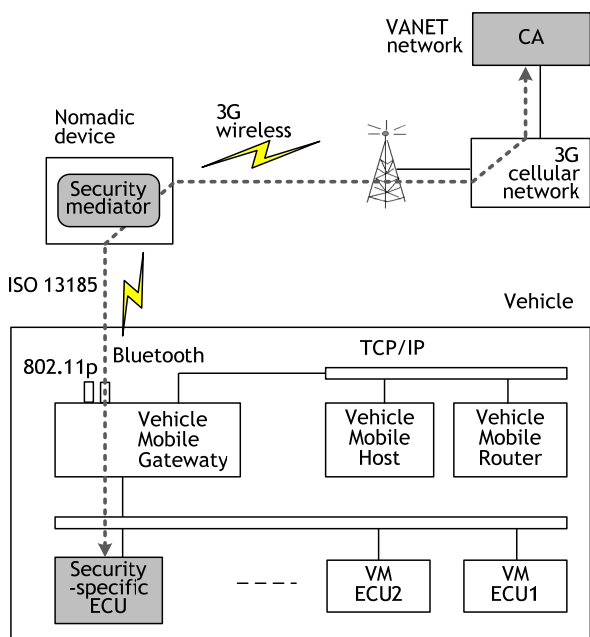 VANET
network
CA
Nomadic
device
3G
wireless
Security
mediator
3G
cellular
network
ISO 13185
Vehicle
802.11p
Bluetooth
TCP/IP
Vehicle
Mobile
Gatewaty
Vehicle
Mobile
Host
Vehicle
Mobile
Router
Security
-specific
ECU
VM
ECU2
VM
ECU1